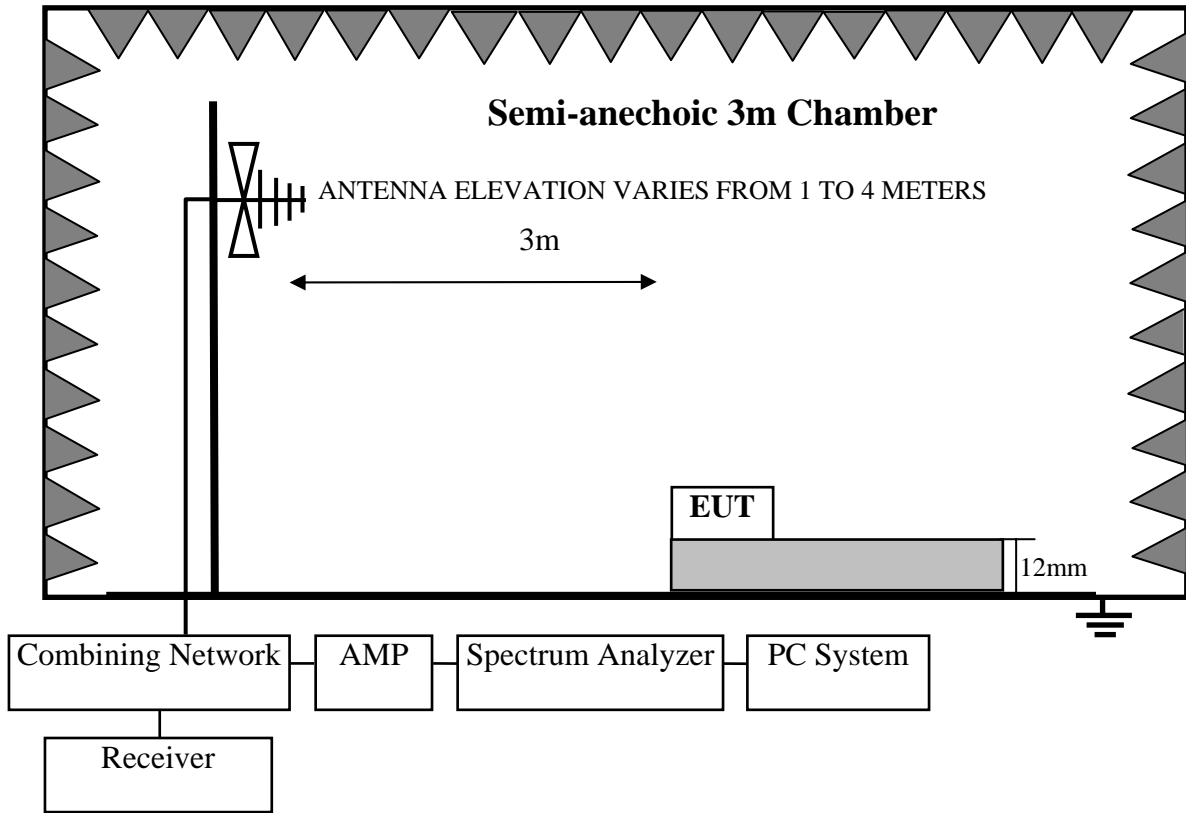 Semi-anechoic 3m Chamber
ANTENNA ELEVATION VARIES FROM 1 TO 4 METERS
3m
EUT
12mm
Combining Network
AMP
Spectrum Analyzer
PC System
Receiver